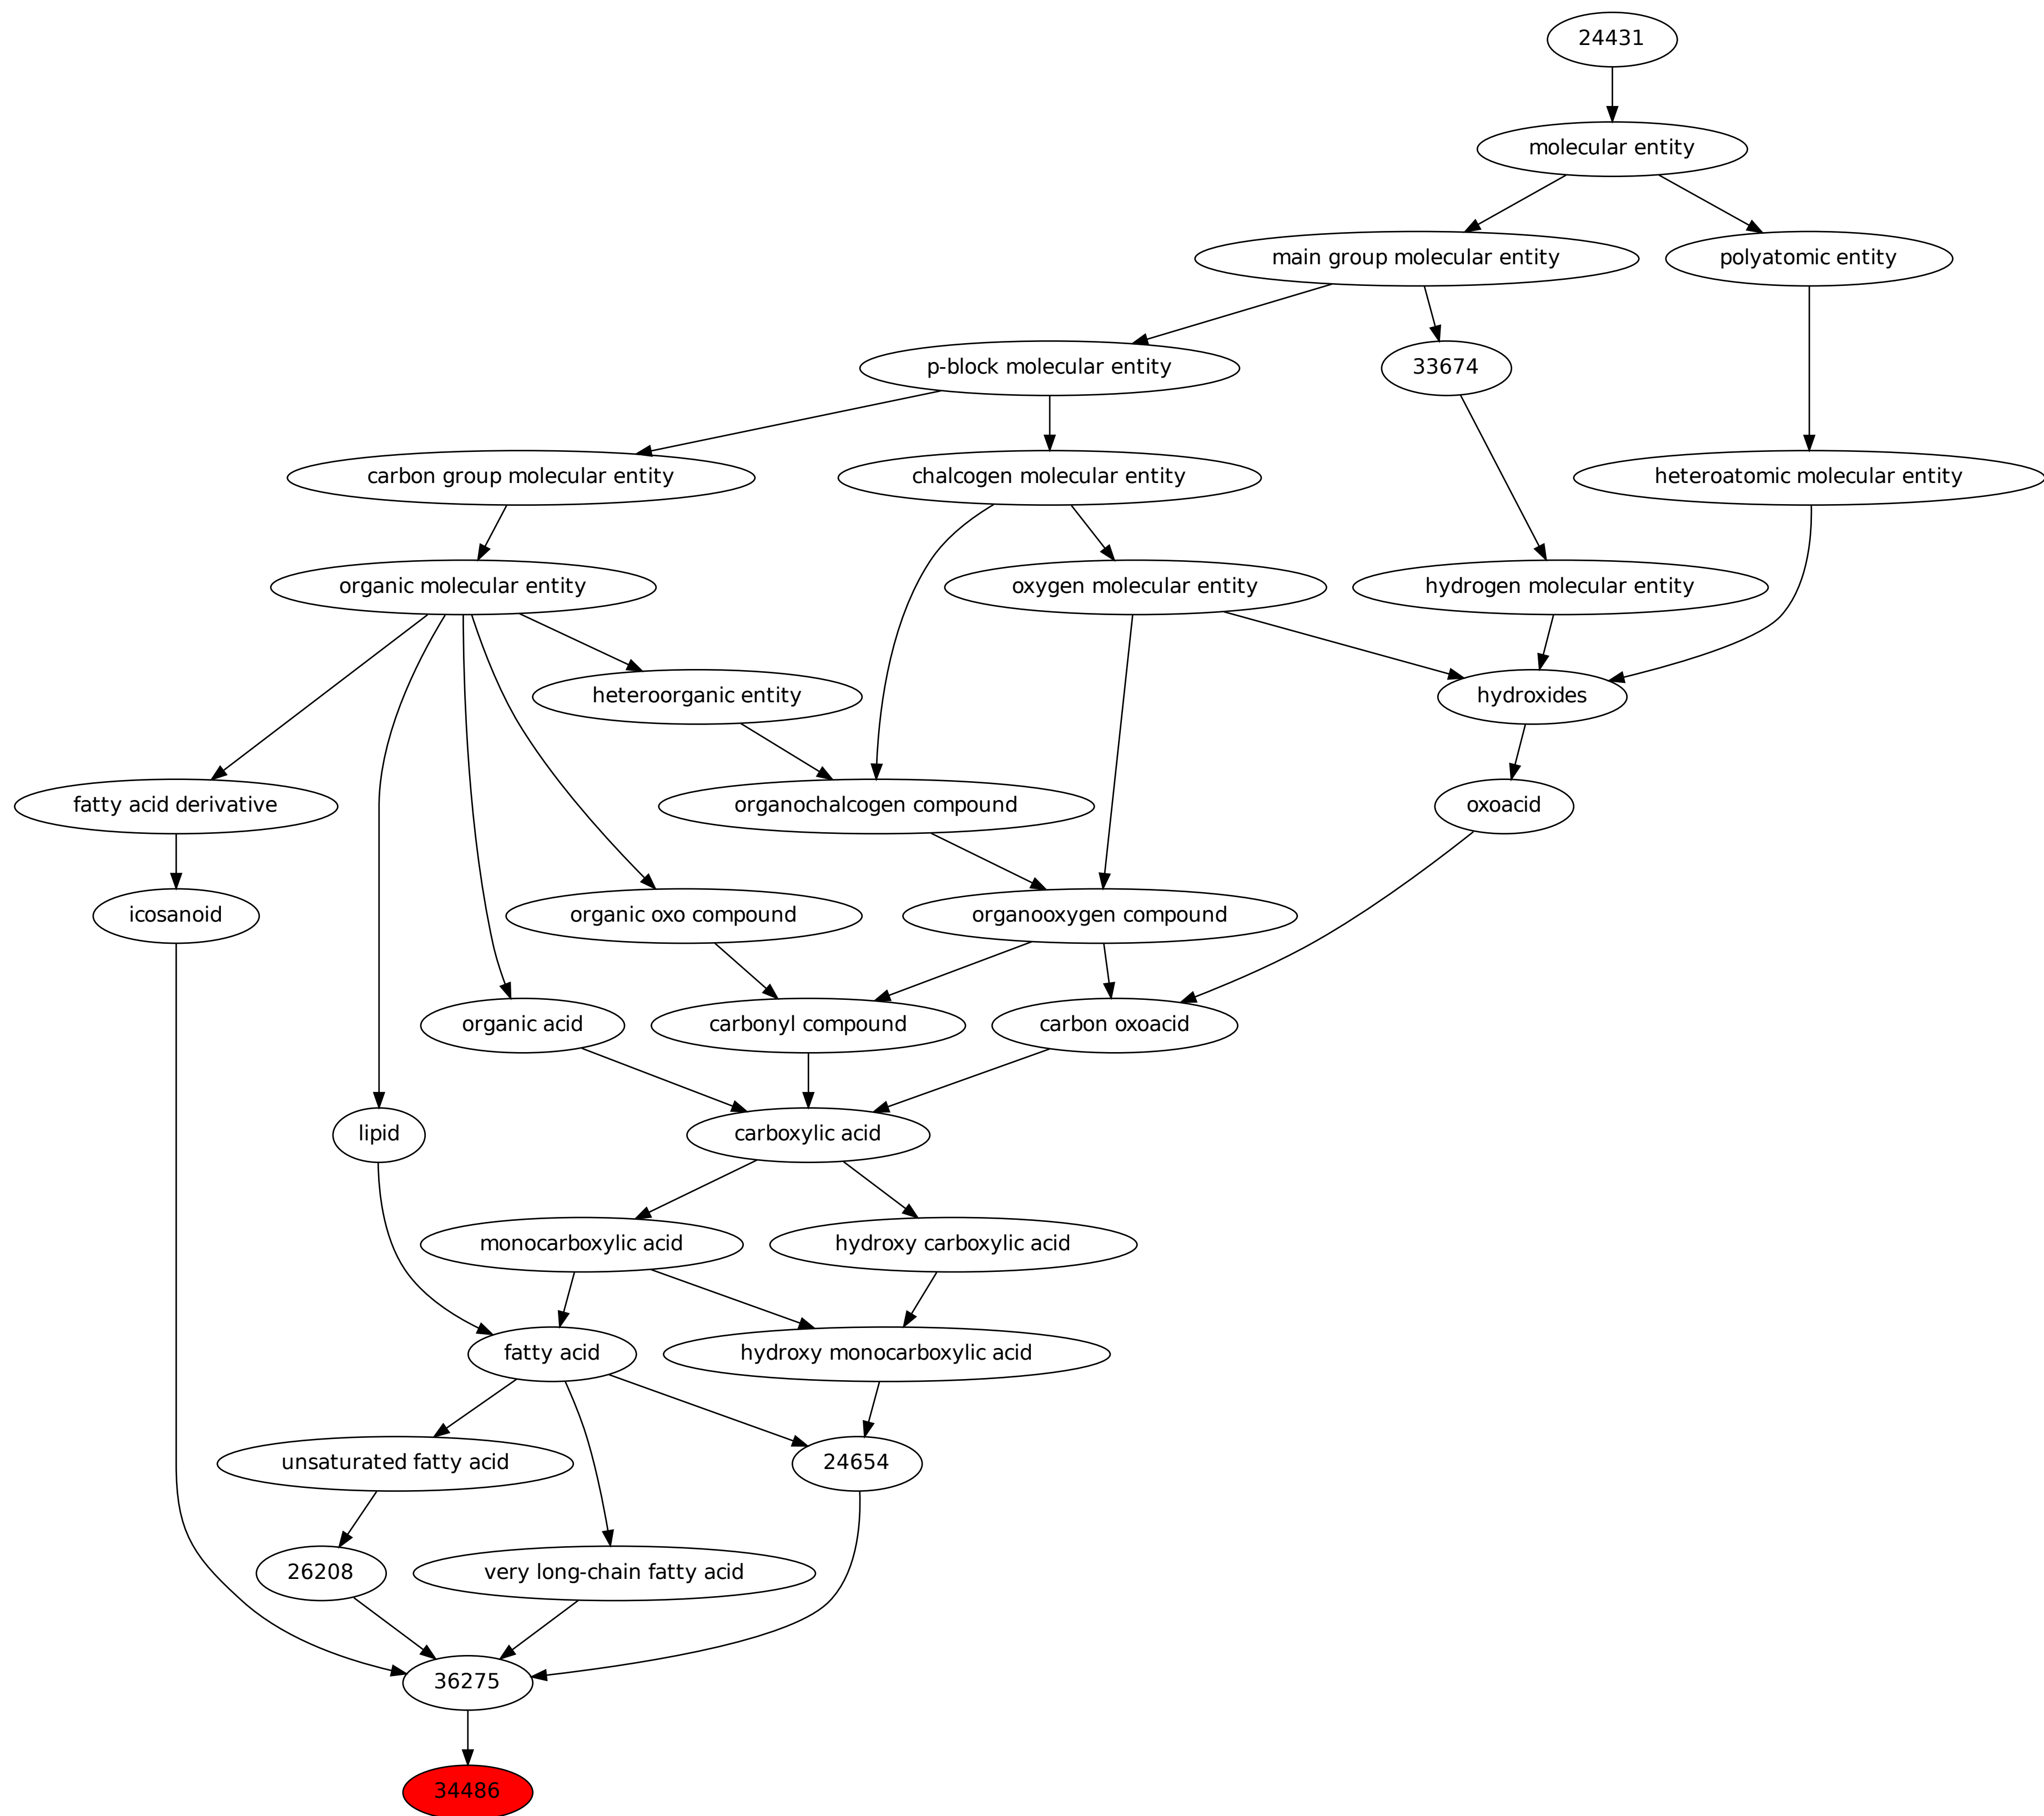 24431
molecular entity
main group molecular entity
polyatomic entity
p-block molecular entity
33674
carbon group molecular entity
chalcogen molecular entity
heteroatomic molecular entity
organic molecular entity
oxygen molecular entity
hydrogen molecular entity
heteroorganic entity
hydroxides
fatty acid derivative
organochalcogen compound
oxoacid
icosanoid
organic oxo compound
organooxygen compound
organic acid
carbonyl compound
carbon oxoacid
lipid
carboxylic acid
monocarboxylic acid
hydroxy carboxylic acid
fatty acid
hydroxy monocarboxylic acid
unsaturated fatty acid
24654
26208
very long-chain fatty acid
36275
34486